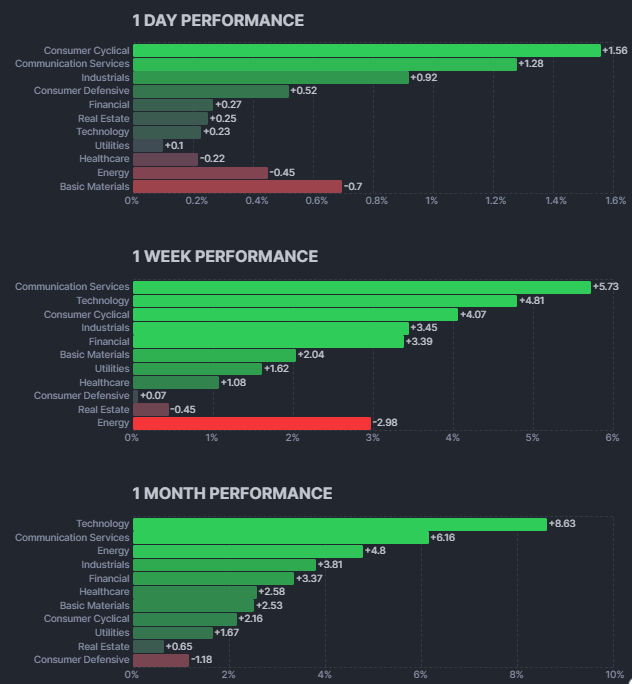 1 DAY PERFORMANCE
Consumer Cyclical +1.56
Communication Services +1.28
Industrials +0.92
Consumer Defensive +0.52
Financial +0.27
Real Estate +0.25
Technology +0.23
Utilities +0.1
Healthcare -0.22
Energy -0.45
Basic Materials -0.7
0% 0.2% 0.4% 0.6% 0.8% 1% 1.2% 1.4% 1.6%
1 WEEK PERFORMANCE
Communication Services +5.73
Technology +4.81
Consumer Cyclical +4.07
Industrials +3.45
Financial +3.39
Basic Materials +2.04
Utilities +1.62
Healthcare +1.08
Consumer Defensive +0.07
Real Estate -0.45
Energy -2.98
0% 1% 2% 3% 4% 5% 6%
1 MONTH PERFORMANCE
Technology +8.63
Communication Services +6.16
Energy +4.8
Industrials +3.81
Financial +3.37
Healthcare +2.58
Basic Materials +2.53
Consumer Cyclical +2.16
Utilities +1.67
Real Estate +0.65
Consumer Defensive -1.18
0% 2% 4% 6% 8% 10%